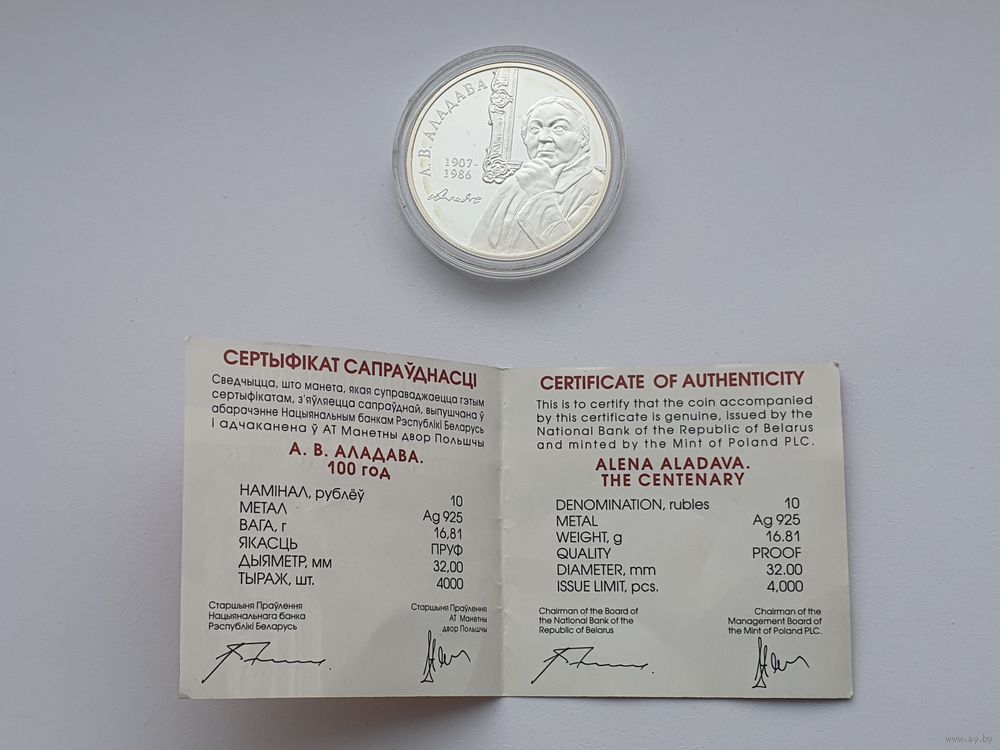 А. В. АЛАДАВА
1907-
1986
СЕРТЫФІКАТ САПРАЎДНАСЦІ
Сведчыцца, што манета, якая суправаджаецца гэтым
сертыфікатам, з'яўляецца сапраўднай, выпушчана ў
абарачэнне Нацыянальным банкам Рэспублікі Беларусь
і адчаканена ў АТ Манетны двор Польшчы
А. В. АЛАДАВА.
100 год
НАМІНАЛ, рублёў 10
МЕТАЛ Ag 925
ВАГА, г 16,81
ЯКАСЦЬ ПРУФ
ДЫЯМЕТР, мм 32,00
ТЫРАЖ, шт. 4000
Старшыня Праўлення
Нацыянальнага банка
Рэспублікі Беларусь
Старшыня Праўлення
АТ Манетны
двор Польшчы
CERTIFICATE OF AUTHENTICITY
This is to certify that the coin accompanied
by this certificate is genuine, issued by the
National Bank of the Republic of Belarus
and minted by the Mint of Poland PLC.
ALENA ALADAVA.
THE CENTENARY
DENOMINATION, rubles 10
METAL Ag 925
WEIGHT, g 16.81
QUALITY PROOF
DIAMETER, mm 32.00
ISSUE LIMIT, pcs. 4,000
Chairman of the Board of
the National Bank of the
Republic of Belarus
Chairman of the
Management Board of
the Mint of Poland PLC.
www.ay.by